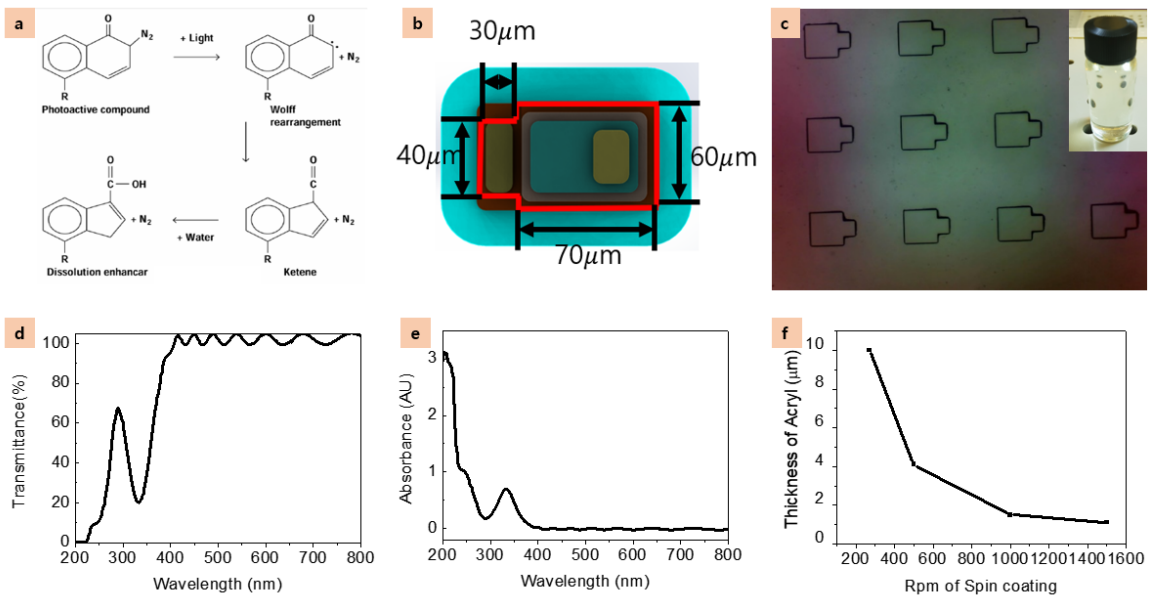 a
O
N₂
+ Light
O
+ N₂
R
R
Photoactive compound
Wolff
rearrangement
O
C
OH
+ N₂
+ Water
O
C
+ N₂
R
R
Dissolution enhancar
Ketene
b
30μm
40μm
60μm
70μm
c
d
Transmittance(%)
100
80
60
40
20
0
200 300 400 500 600 700 800
Wavelength (nm)
e
Absorbance (AU)
3
2
1
0
200 300 400 500 600 700 800
Wavelength (nm)
f
Thickness of Acryl (μm)
10
8
6
4
2
0
200 400 600 800 1000 1200 1400 1600
Rpm of Spin coating